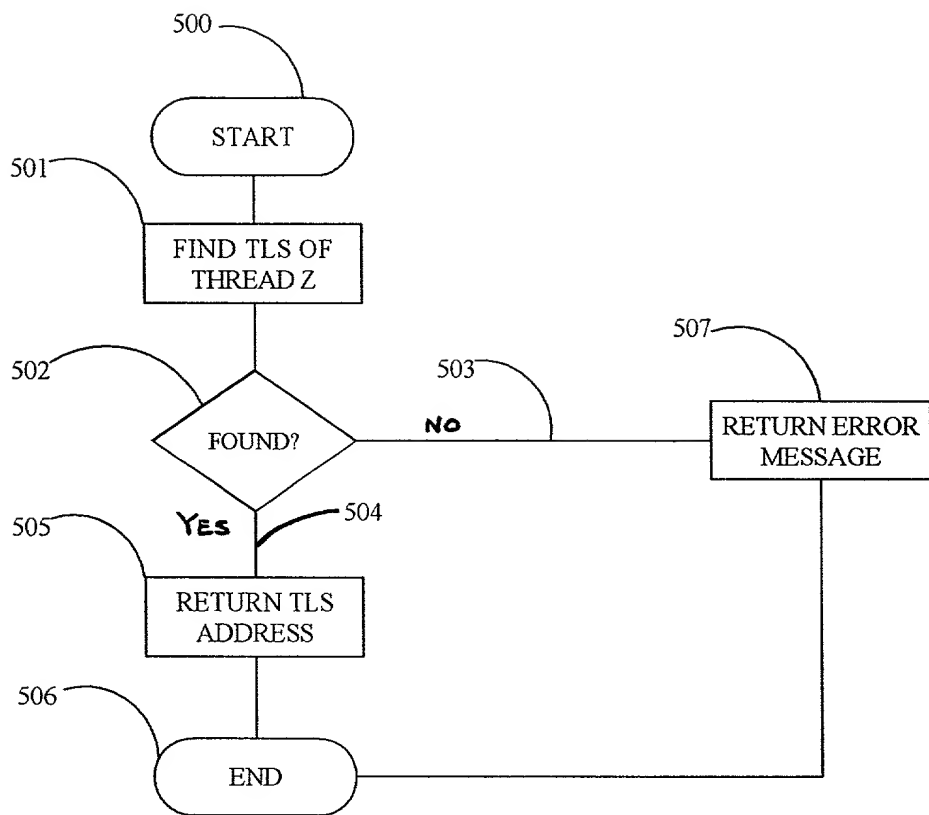 500
START
501
FIND TLS OF
THREAD Z
502
FOUND?
NO
503
507
RETURN ERROR
MESSAGE
YES
504
505
RETURN TLS
ADDRESS
506
END